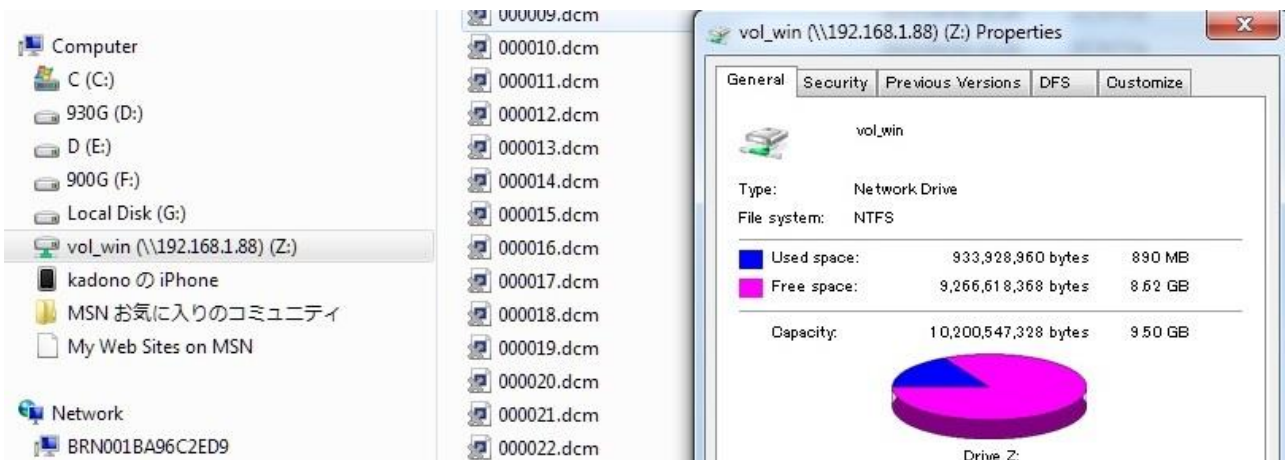 Computer
C (C:)
930G (D:)
D (E:)
900G (F:)
Local Disk (G:)
vol_win (\\192.168.1.88) (Z:)
kadono の iPhone
MSN お気に入りのコミュニティ
My Web Sites on MSN
Network
BRN001BA96C2ED9
000009.dcm
000010.dcm
000011.dcm
000012.dcm
000013.dcm
000014.dcm
000015.dcm
000016.dcm
000017.dcm
000018.dcm
000019.dcm
000020.dcm
000021.dcm
000022.dcm
vol_win (\\192.168.1.88) (Z:) Properties
General Security Previous Versions DFS Customize
vol_win
Type: Network Drive
File system: NTFS
Used space: 933,928,960 bytes 890 MB
Free space: 9,266,618,368 bytes 8.62 GB
Capacity: 10,200,547,328 bytes 9.50 GB
Drive Z: